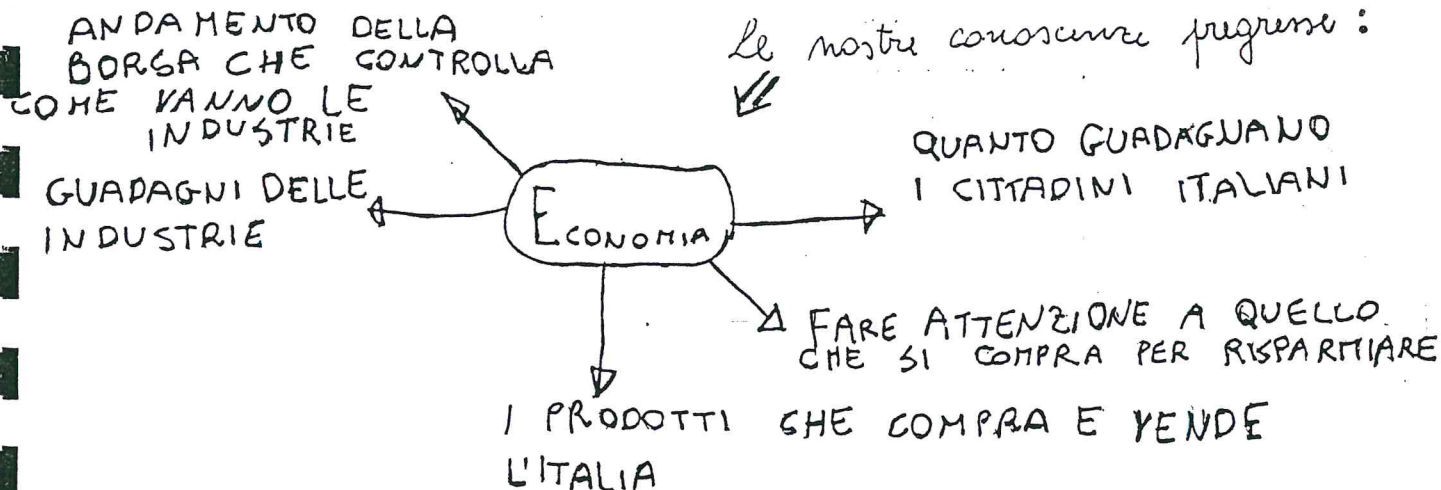 Le nostre conoscenze pregresse:
ANDAMENTO DELLA
BORSA CHE CONTROLLA
COME VANNO LE
INDUSTRIE
GUADAGNI DELLE
INDUSTRIE
ECONOMIA
QUANTO GUADAGNANO
I CITTADINI ITALIANI
FARE ATTENZIONE A QUELLO
CHE SI COMPRA PER RISPARMIARE
I PRODOTTI CHE COMPRA E VENDE
L'ITALIA